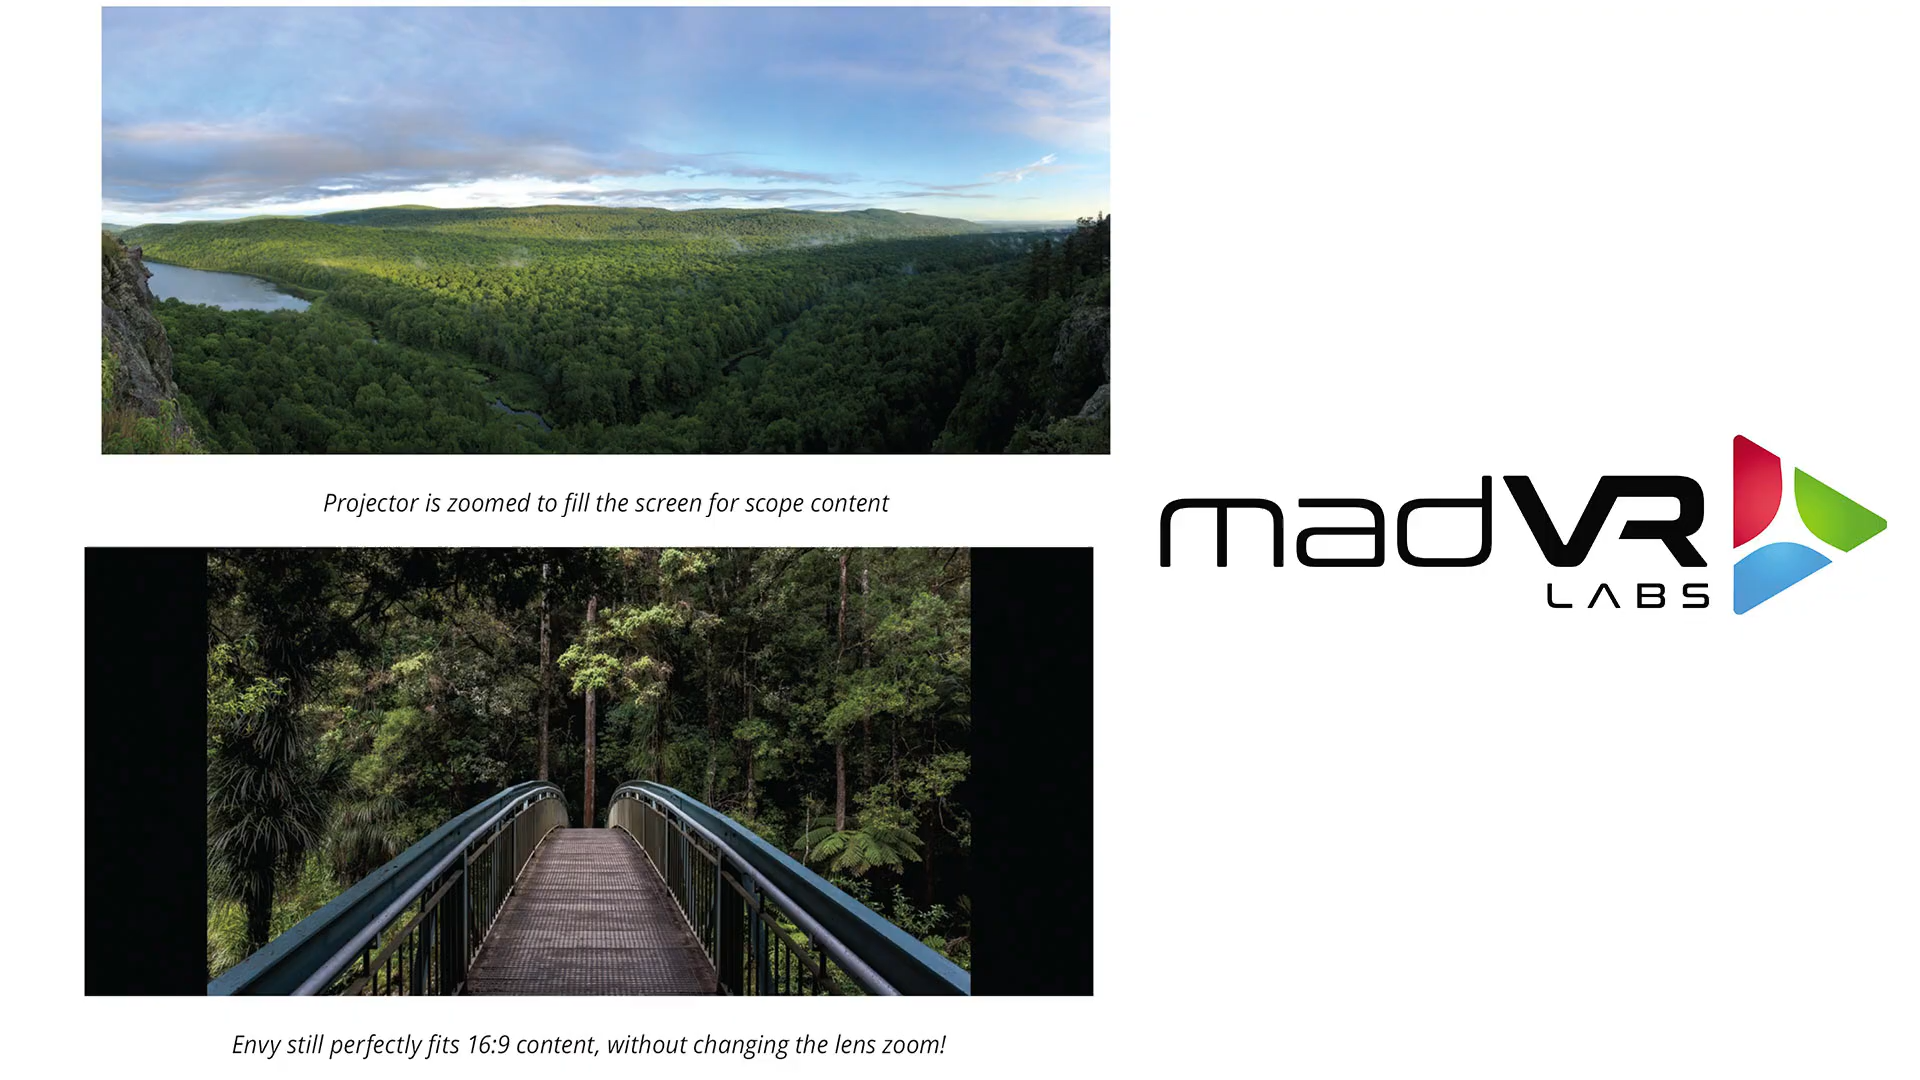 Projector is zoomed to fill the screen for scope content
madVR
LABS
Envy still perfectly fits 16:9 content, without changing the lens zoom!